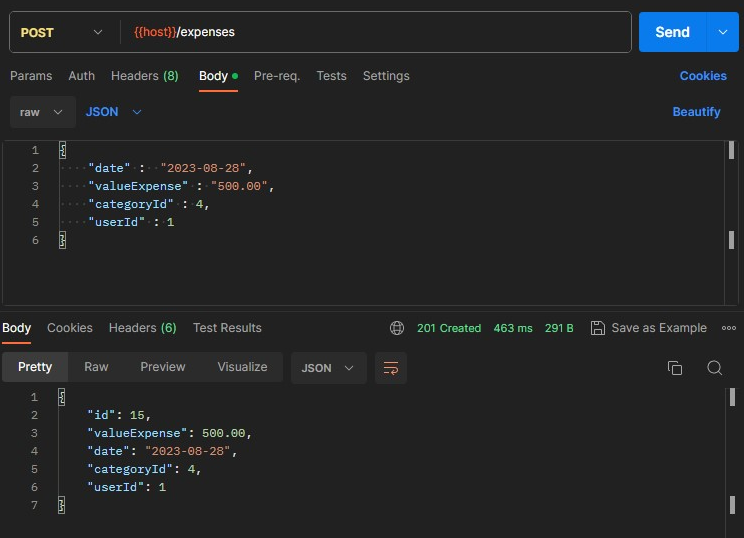 POST {{host}}/expenses Send
Params Auth Headers (8) Body Pre-req. Tests Settings Cookies
raw JSON Beautify
1 {
2 "date" : "2023-08-28",
3 "valueExpense" : "500.00",
4 "categoryId" : 4,
5 "userId" : 1
6 }
Body Cookies Headers (6) Test Results 201 Created 463 ms 291 B Save as Example
Pretty Raw Preview Visualize JSON
1 {
2 "id": 15,
3 "valueExpense": 500.00,
4 "date": "2023-08-28",
5 "categoryId": 4,
6 "userId": 1
7 }